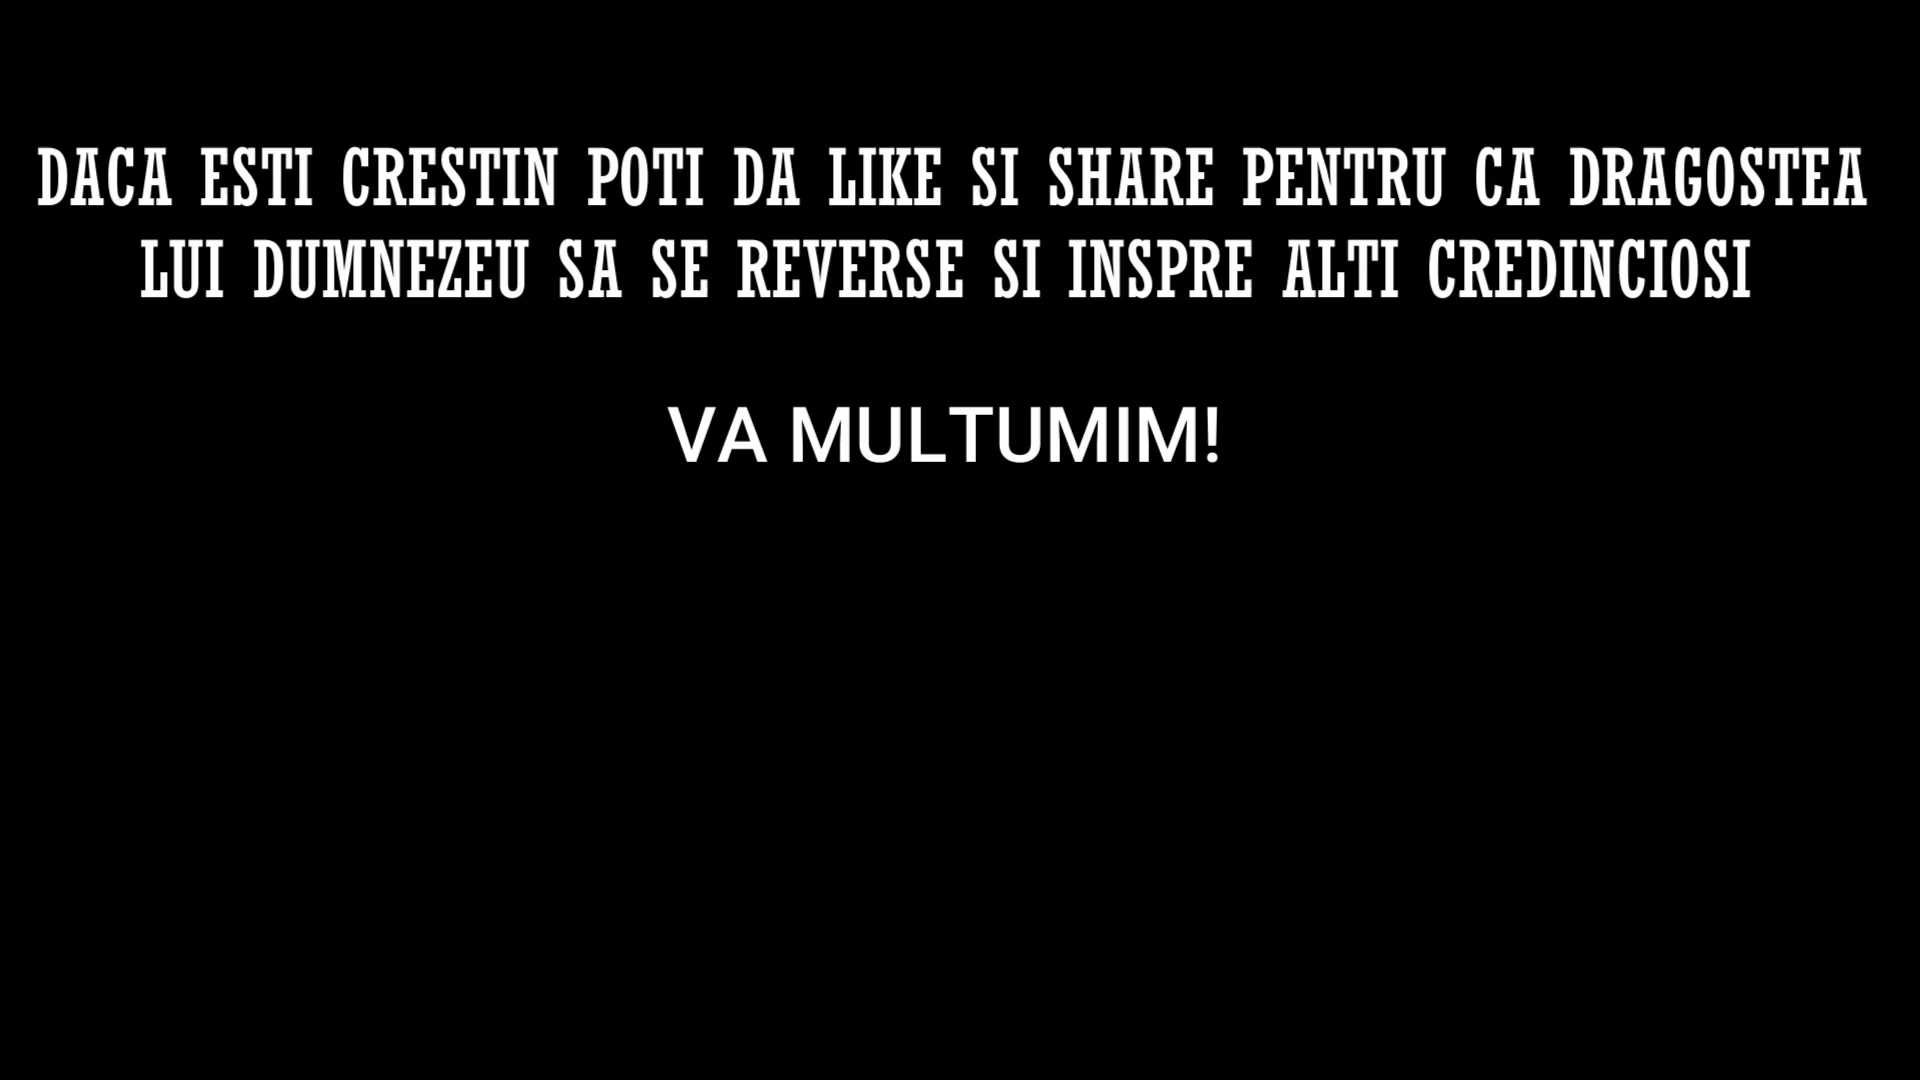 DACA ESTI CRESTIN POTI DA LIKE SI SHARE PENTRU CA DRAGOSTEA
LUI DUMNEZEU SA SE REVERSE SI INSPRE ALTI CREDINCIOSI
VA MULTUMIM!